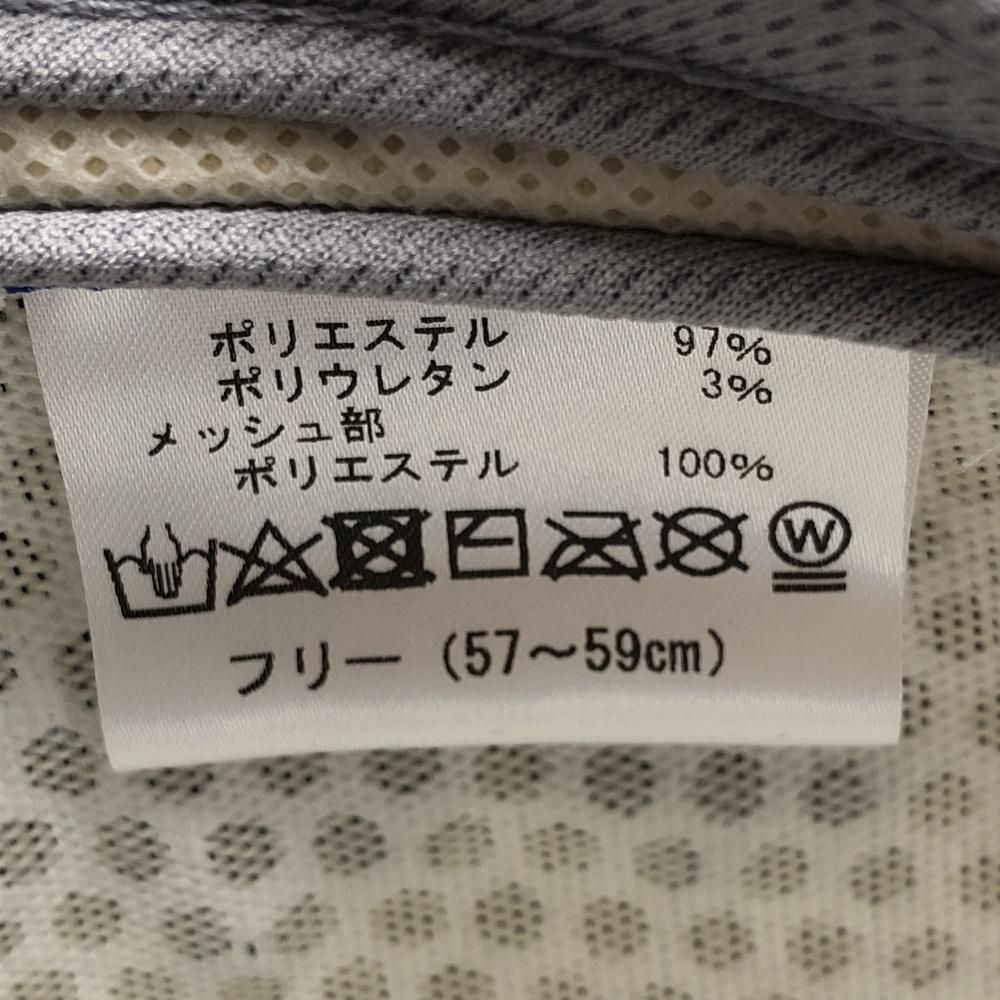 ポリエステル 97%
ポリウレタン 3%
メッシュ部
ポリエステル 100%
W
フリー（57～59cm）